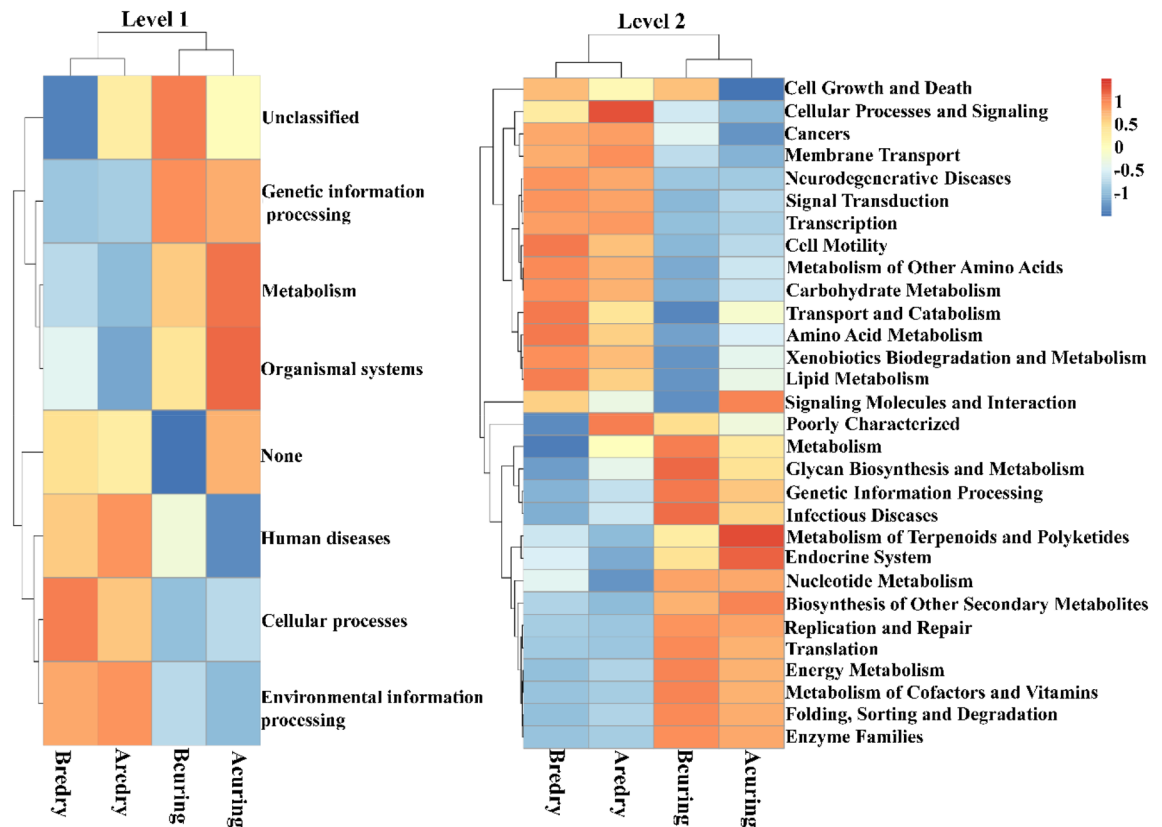 Level 1
Unclassified
Genetic information
processing
Metabolism
Organismal systems
None
Human diseases
Cellular processes
Environmental information
processing
Bredry
Aredry
Bcuring
Acuring
Level 2
Cell Growth and Death
Cellular Processes and Signaling
Cancers
Membrane Transport
Neurodegenerative Diseases
Signal Transduction
Transcription
Cell Motility
Metabolism of Other Amino Acids
Carbohydrate Metabolism
Transport and Catabolism
Amino Acid Metabolism
Xenobiotics Biodegradation and Metabolism
Lipid Metabolism
Signaling Molecules and Interaction
Poorly Characterized
Metabolism
Glycan Biosynthesis and Metabolism
Genetic Information Processing
Infectious Diseases
Metabolism of Terpenoids and Polyketides
Endocrine System
Nucleotide Metabolism
Biosynthesis of Other Secondary Metabolites
Replication and Repair
Translation
Energy Metabolism
Metabolism of Cofactors and Vitamins
Folding, Sorting and Degradation
Enzyme Families
Bredry
Aredry
Bcuring
Acuring
1
0.5
0
-0.5
-1